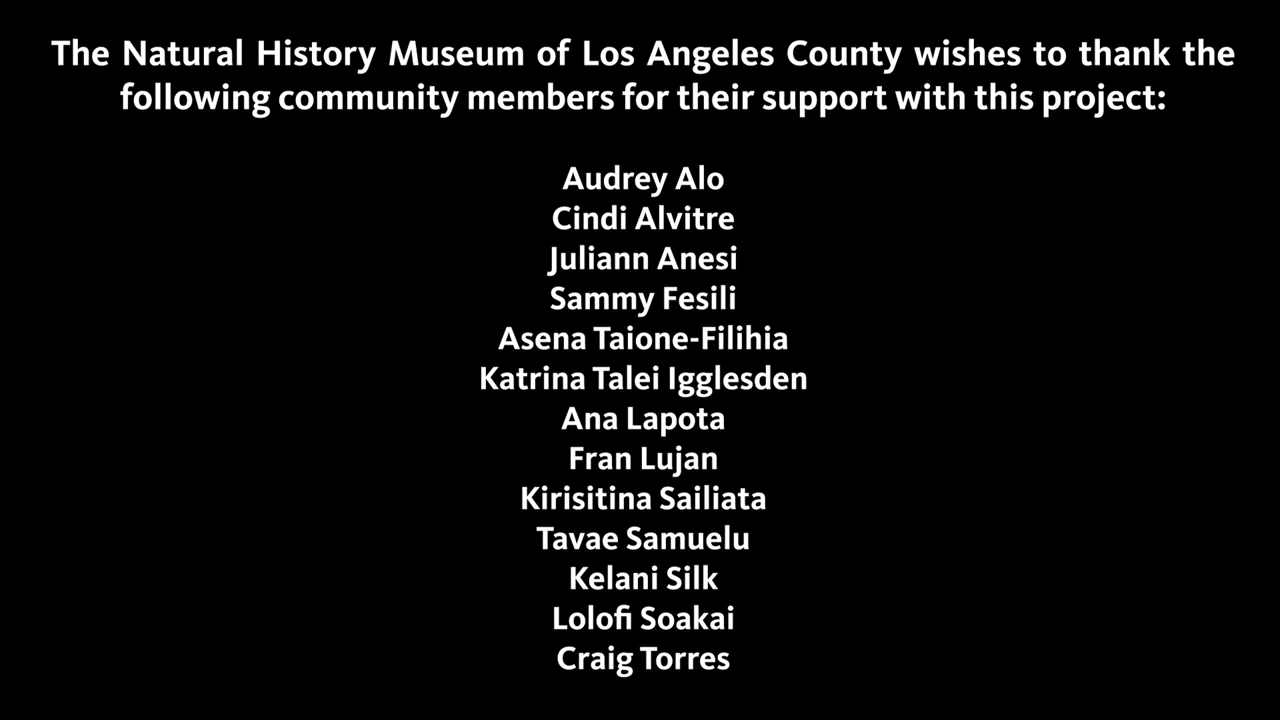 The Natural History Museum of Los Angeles County wishes to thank the
following community members for their support with this project:
Audrey Alo
Cindi Alvitre
Juliann Anesi
Sammy Fesili
Asena Taione-Filihia
Katrina Talei Igglesden
Ana Lapota
Fran Lujan
Kirisitina Sailiata
Tavae Samuelu
Kelani Silk
Lolofi Soakai
Craig Torres